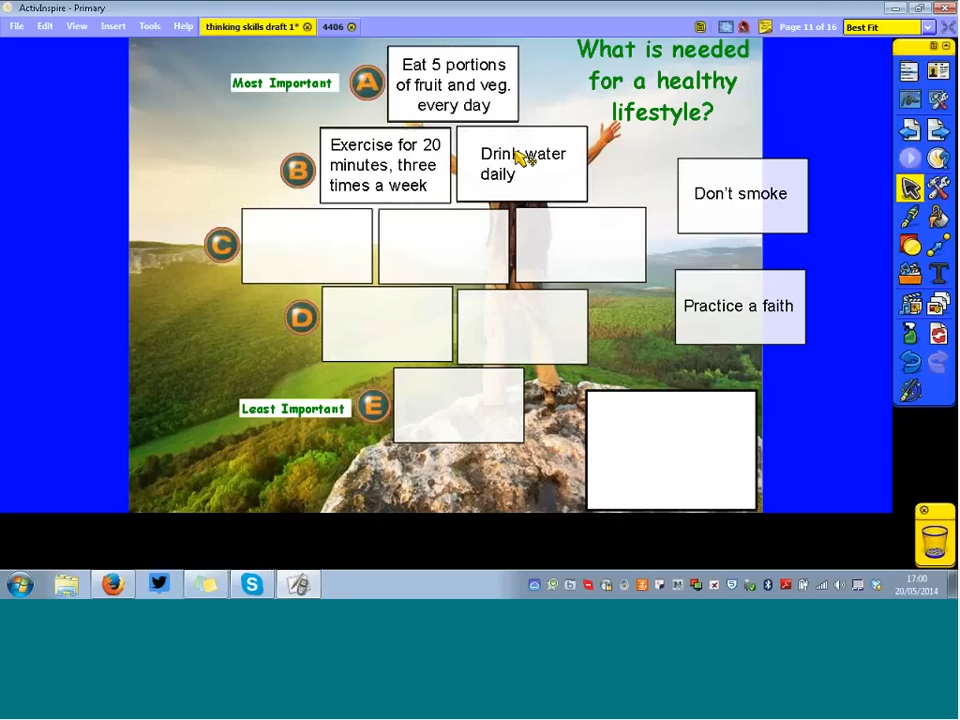 ActivInspire - Primary
File Edit View Insert Tools Help thinking skills draft 1* 4406 Page 11 of 16 Best Fit
What is needed
for a healthy
lifestyle?
Most Important
A
Eat 5 portions
of fruit and veg.
every day
B
Exercise for 20
minutes, three
times a week
Drink water
daily
Don't smoke
C
Practice a faith
D
Least Important
E
17:00
20/05/2014